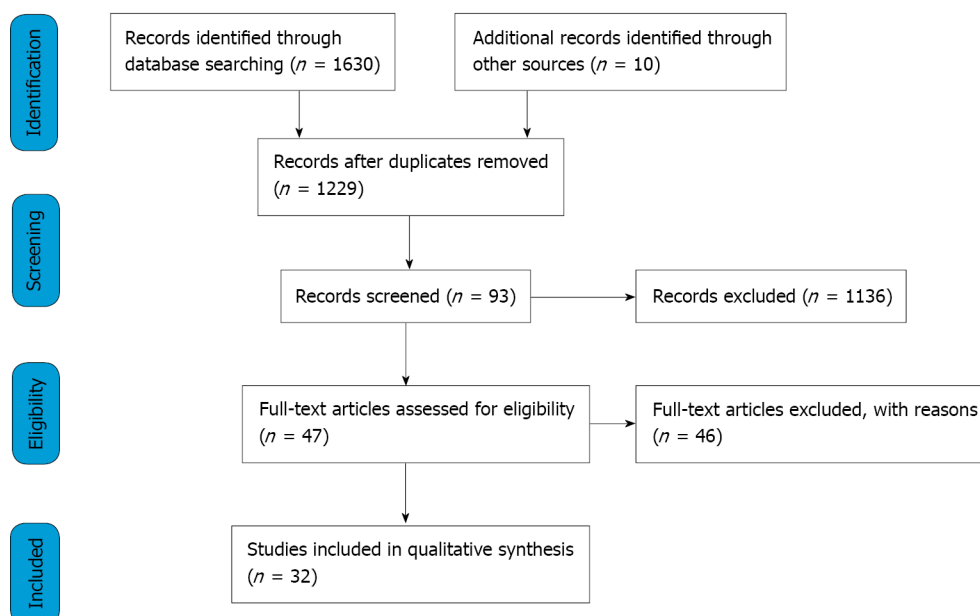 Identification
Records identified through
database searching (n = 1630)
Additional records identified through
other sources (n = 10)
Records after duplicates removed
(n = 1229)
Screening
Records screened (n = 93)
Records excluded (n = 1136)
Eligibility
Full-text articles assessed for eligibility
(n = 47)
Full-text articles excluded, with reasons
(n = 46)
Included
Studies included in qualitative synthesis
(n = 32)